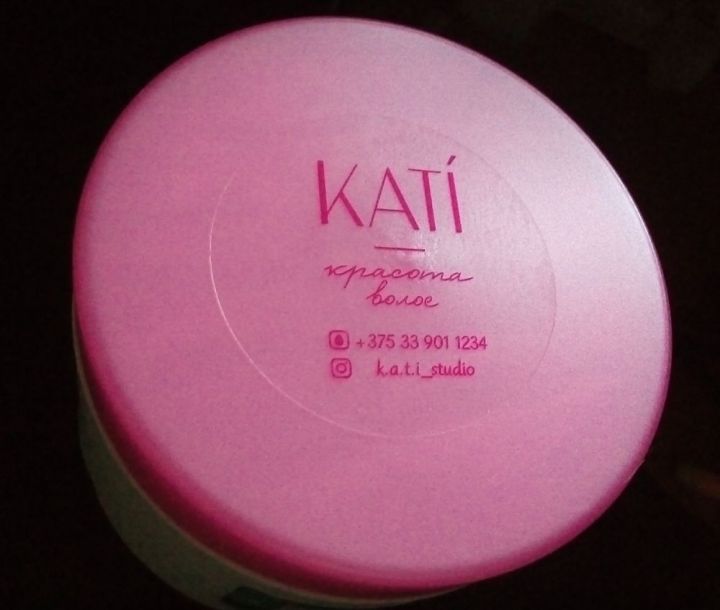 KATÍ
красота
волос
+375 33 901 1234
k.a.t.i_studio